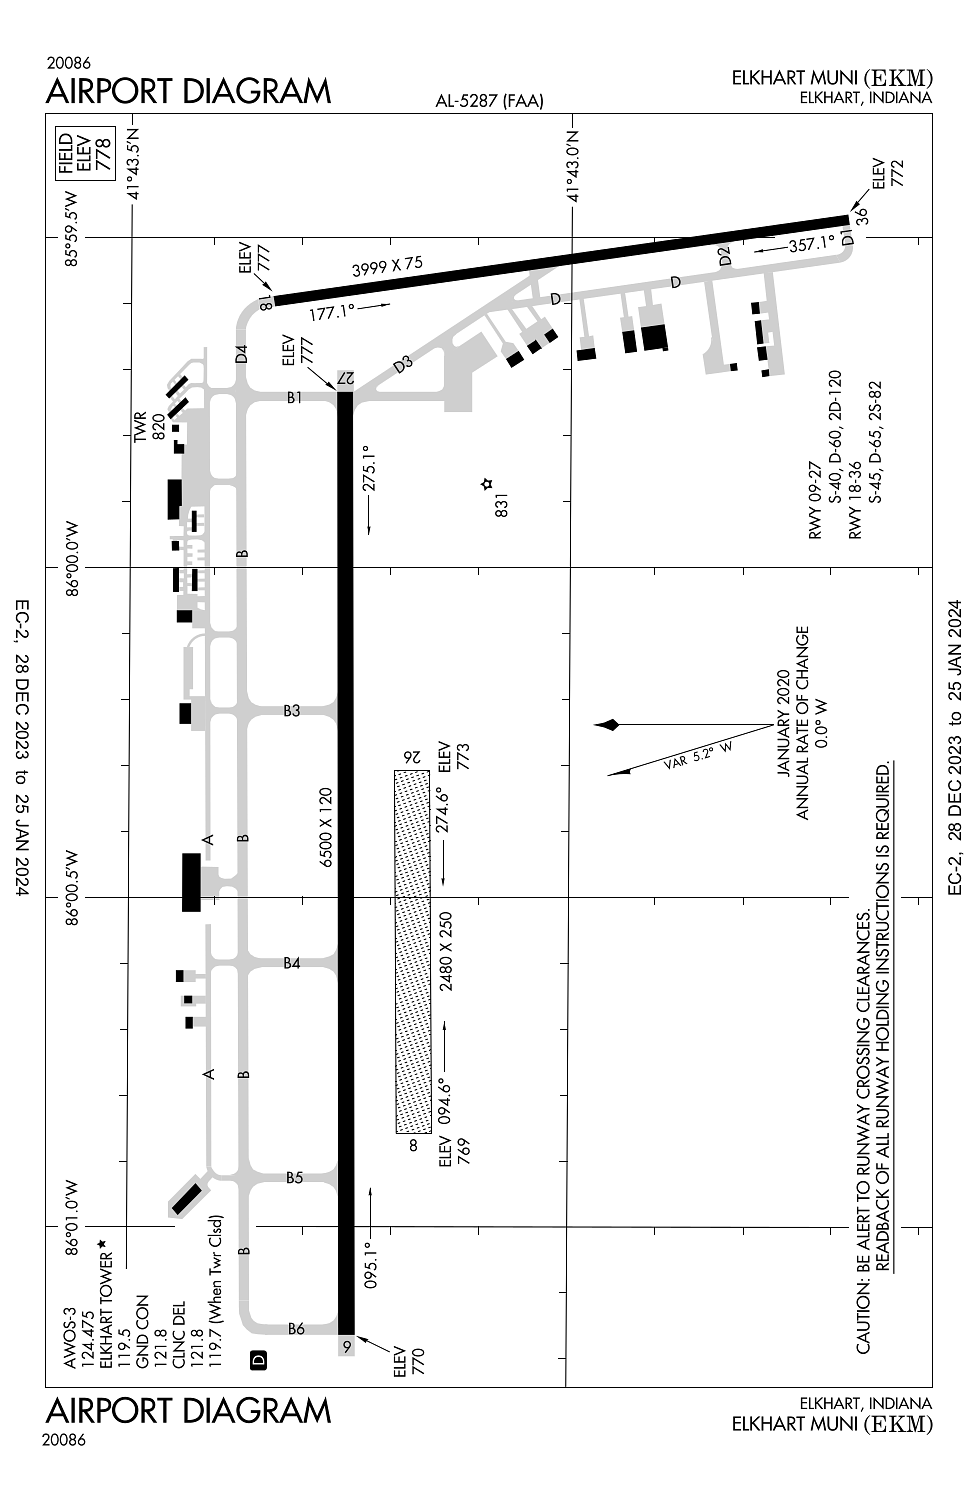 20086
AIRPORT DIAGRAM
AL-5287 (FAA)
ELKHART MUNI (EKM)
ELKHART, INDIANA
FIELD
ELEV
778
41°43.5'N
41°43.0'N
85°59.5'W
86°00.0'W
86°00.5'W
86°01.0'W
ELEV
772
36
D1
357.1°
D2
3999 X 75
ELEV
777
18
177.1°
D
D
D3
D4
ELEV
777
27
B1
TWR
820
275.1°
831
RWY 09-27
S-40, D-60, 2D-120
RWY 18-36
S-45, D-65, 2S-82
B
B3
JANUARY 2020
ANNUAL RATE OF CHANGE
0.0° W
VAR 5.2° W
26
ELEV
773
274.6°
6500 X 120
A
B
2480 X 250
B4
094.6°
A
B
8
ELEV
769
B5
095.1°
B
B6
9
ELEV
770
D
AWOS-3
124.475
ELKHART TOWER ★
119.5
GND CON
121.8
CLNC DEL
121.8
119.7 (When Twr Clsd)
CAUTION: BE ALERT TO RUNWAY CROSSING CLEARANCES.
READBACK OF ALL RUNWAY HOLDING INSTRUCTIONS IS REQUIRED.
EC-2, 28 DEC 2023 to 25 JAN 2024
EC-2, 28 DEC 2023 to 25 JAN 2024
AIRPORT DIAGRAM
20086
ELKHART, INDIANA
ELKHART MUNI (EKM)